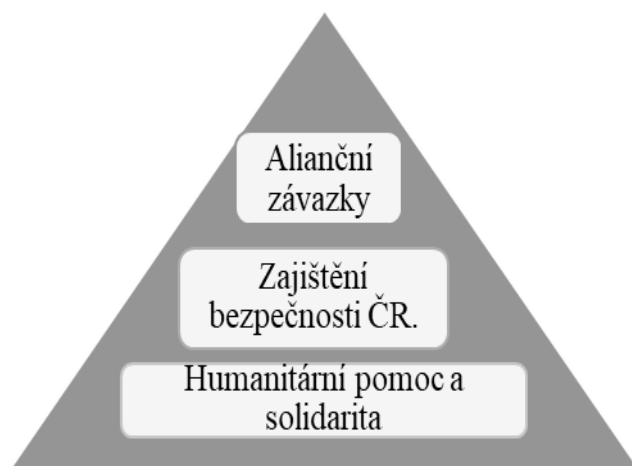 Alianční
závazky
Zajištění
bezpečnosti ČR.
Humanitární pomoc a
solidarita